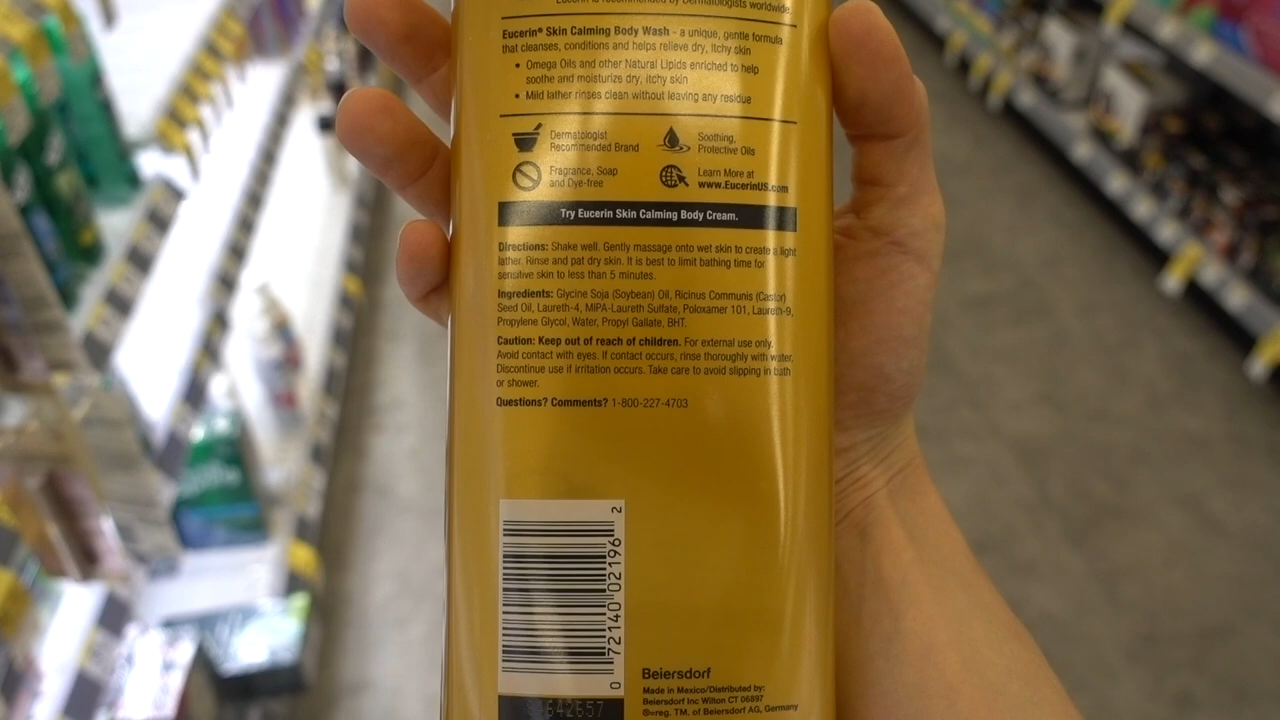 Eucerin is recommended by Dermatologists worldwide.
Eucerin® Skin Calming Body Wash - a unique, gentle formula
that cleanses, conditions and helps relieve dry, itchy skin
• Omega Oils and other Natural Lipids enriched to help
soothe and moisturize dry, itchy skin
• Mild lather rinses clean without leaving any residue
Dermatologist
Recommended Brand
Soothing,
Protective Oils
Fragrance, Soap
and Dye-free
Learn More at
www.EucerinUS.com
Try Eucerin Skin Calming Body Cream.
Directions: Shake well. Gently massage onto wet skin to create a light
lather. Rinse and pat dry skin. It is best to limit bathing time for
sensitive skin to less than 5 minutes.
Ingredients: Glycine Soja (Soybean) Oil, Ricinus Communis (Castor)
Seed Oil, Laureth-4, MIPA-Laureth Sulfate, Poloxamer 101, Laureth-9,
Propylene Glycol, Water, Propyl Gallate, BHT.
Caution: Keep out of reach of children. For external use only.
Avoid contact with eyes. If contact occurs, rinse thoroughly with water.
Discontinue use if irritation occurs. Take care to avoid slipping in bath
or shower.
Questions? Comments? 1-800-227-4703
0 72140 02196 2
642657
Beiersdorf
Made in Mexico/Distributed by:
Beiersdorf Inc Wilton CT 06897
®=reg. TM. of Beiersdorf AG, Germany